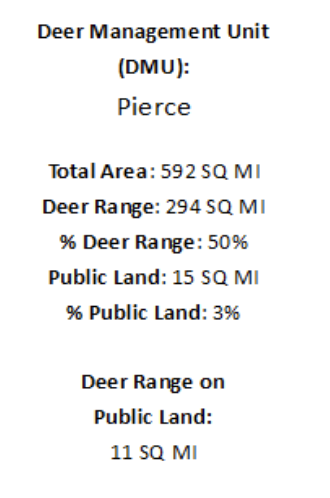 Deer Management Unit
(DMU):
Pierce
Total Area: 592 SQ MI
Deer Range: 294 SQ MI
% Deer Range: 50%
Public Land: 15 SQ MI
% Public Land: 3%
Deer Range on
Public Land:
11 SQ MI